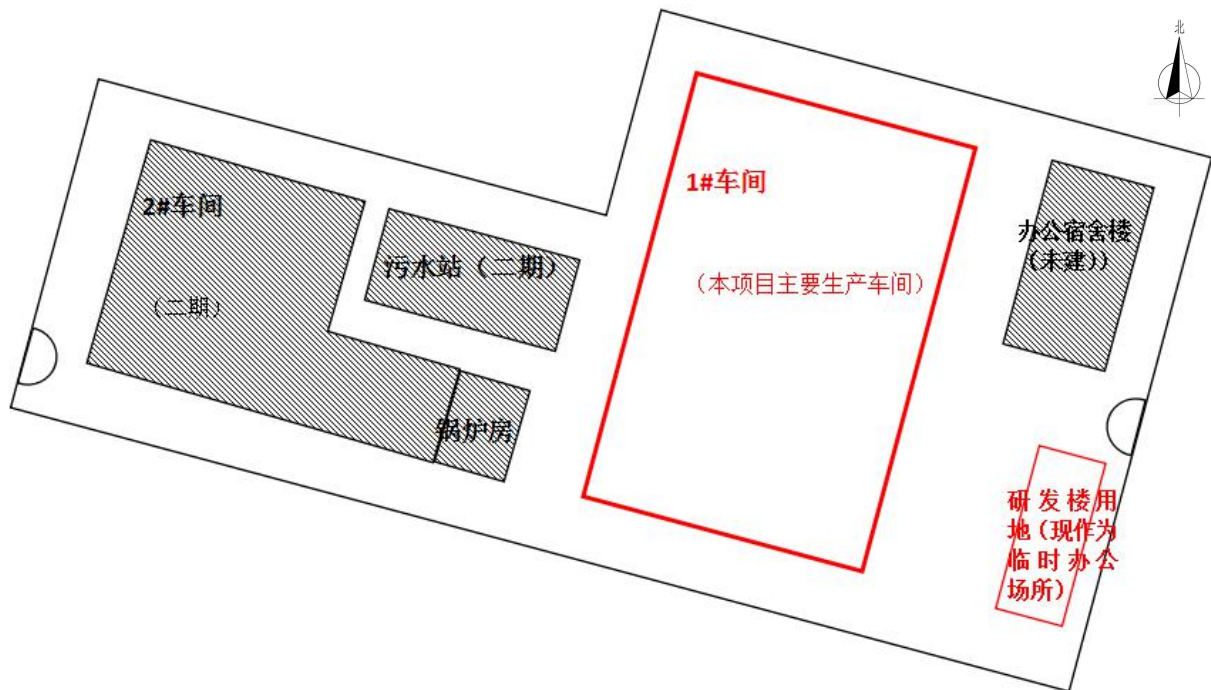 北
1#车间
2#车间
办公宿舍楼
（未建））
污水站（二期）
（本项目主要生产车间）
（二期）
锅炉房
研发楼用
地（现作为
临时办公
场所）